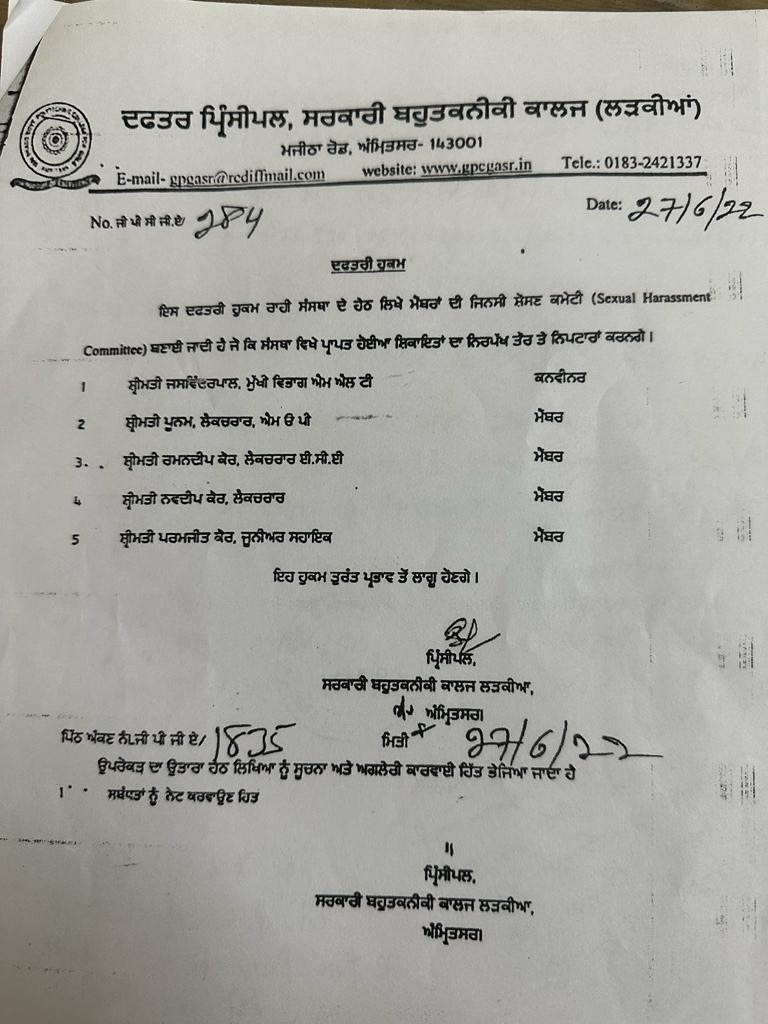 ਦਫਤਰ ਪ੍ਰਿੰਸੀਪਲ, ਸਰਕਾਰੀ ਬਹੁਤਕਨੀਕੀ ਕਾਲਜ (ਲੜਕੀਆਂ)
ਮਜੀਠਾ ਰੋਡ, ਅੰਮ੍ਰਿਤਸਰ- 143001
E-mail- gpgasr@rediffmail.com website: www.gpcgasr.in Tele.: 0183-2421337
No. ਜੀ ਪੀ ਸੀ ਜੀ.ਏ/ 284 Date: 27/6/22
ਦਫਤਰੀ ਹੁਕਮ
ਇਸ ਦਫਤਰੀ ਹੁਕਮ ਰਾਹੀ ਸੰਸਥਾ ਦੇ ਹੇਠ ਲਿਖੇ ਮੈਂਬਰਾਂ ਦੀ ਜਿਨਸੀ ਸ਼ੋਸਣ ਕਮੇਟੀ (Sexual Harassment
Committee) ਬਣਾਈ ਜਾਂਦੀ ਹੈ ਜੋ ਕਿ ਸੰਸਥਾ ਵਿਖੇ ਪ੍ਰਾਪਤ ਹੋਈਆ ਸ਼ਿਕਾਇਤਾਂ ਦਾ ਨਿਰਪੱਖ ਤੌਰ ਤੇ ਨਿਪਟਾਰਾਂ ਕਰਨਗੇ।
1 ਸ਼੍ਰੀਮਤੀ ਜਸਵਿੰਦਰਪਾਲ, ਮੁੱਖੀ ਵਿਭਾਗ ਐਮ ਐਲ ਟੀ ਕਨਵੀਨਰ
2 ਸ਼੍ਰੀਮਤੀ ਪੂਨਮ, ਲੈਕਚਰਾਰ, ਐਮ ੳ ਪੀ ਮੈਂਬਰ
3. ਸ਼੍ਰੀਮਤੀ ਰਮਨਦੀਪ ਕੌਰ, ਲੈਕਚਰਾਰ ਈ.ਸੀ.ਈ ਮੈਂਬਰ
4 ਸ਼੍ਰੀਮਤੀ ਨਵਦੀਪ ਕੌਰ, ਲੈਕਚਰਾਰ ਮੈਂਬਰ
5 ਸ਼੍ਰੀਮਤੀ ਪਰਮਜੀਤ ਕੌਰ, ਜੂਨੀਅਰ ਸਹਾਇਕ ਮੈਂਬਰ
ਇਹ ਹੁਕਮ ਤੁਰੰਤ ਪ੍ਰਭਾਵ ਤੋਂ ਲਾਗੂ ਹੋਣਗੇ।
ਪ੍ਰਿੰਸੀਪਲ,
ਸਰਕਾਰੀ ਬਹੁਤਕਨੀਕੀ ਕਾਲਜ ਲੜਕੀਆ,
ਅੰਮ੍ਰਿਤਸਰ।
ਪਿੱਠ ਅੰਕਣ ਨੰ.ਜੀ ਪੀ ਜੀ ਏ/ 1835 ਮਿਤੀ 27/6/22
ਉਪਰੋਕਤ ਦਾ ਉਤਾਰਾ ਹੇਠ ਲਿਖਿਆ ਨੂੰ ਸੂਚਨਾ ਅਤੇ ਅਗਲੇਰੀ ਕਾਰਵਾਈ ਹਿੱਤ ਭੇਜਿਆ ਜਾਂਦਾ ਹੈ
1 ਸਬੰਧਤਾਂ ਨੂੰ ਨੋਟ ਕਰਵਾਉਣ ਹਿਤ
ਪ੍ਰਿੰਸੀਪਲ,
ਸਰਕਾਰੀ ਬਹੁਤਕਨੀਕੀ ਕਾਲਜ ਲੜਕੀਆ,
ਅੰਮ੍ਰਿਤਸਰ।